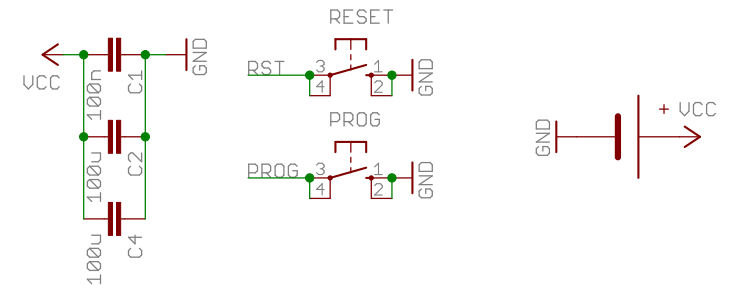 VCC
GND
100n
C1
100u
C2
100u
C4
RESET
RST
3
4
1
2
GND
PROG
PROG
3
4
1
2
GND
GND
+ VCC